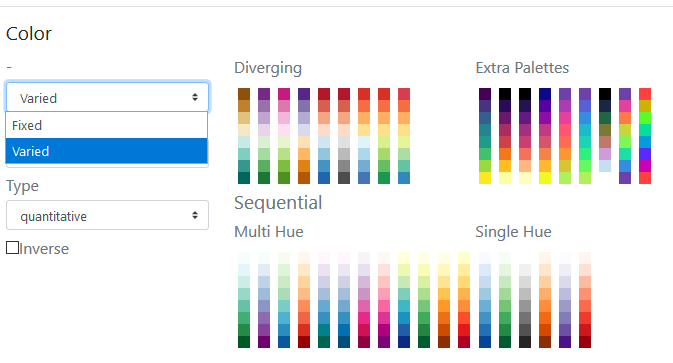 Color
-
Varied
Fixed
Varied
Type
quantitative
Inverse
Diverging
Extra Palettes
Sequential
Multi Hue
Single Hue